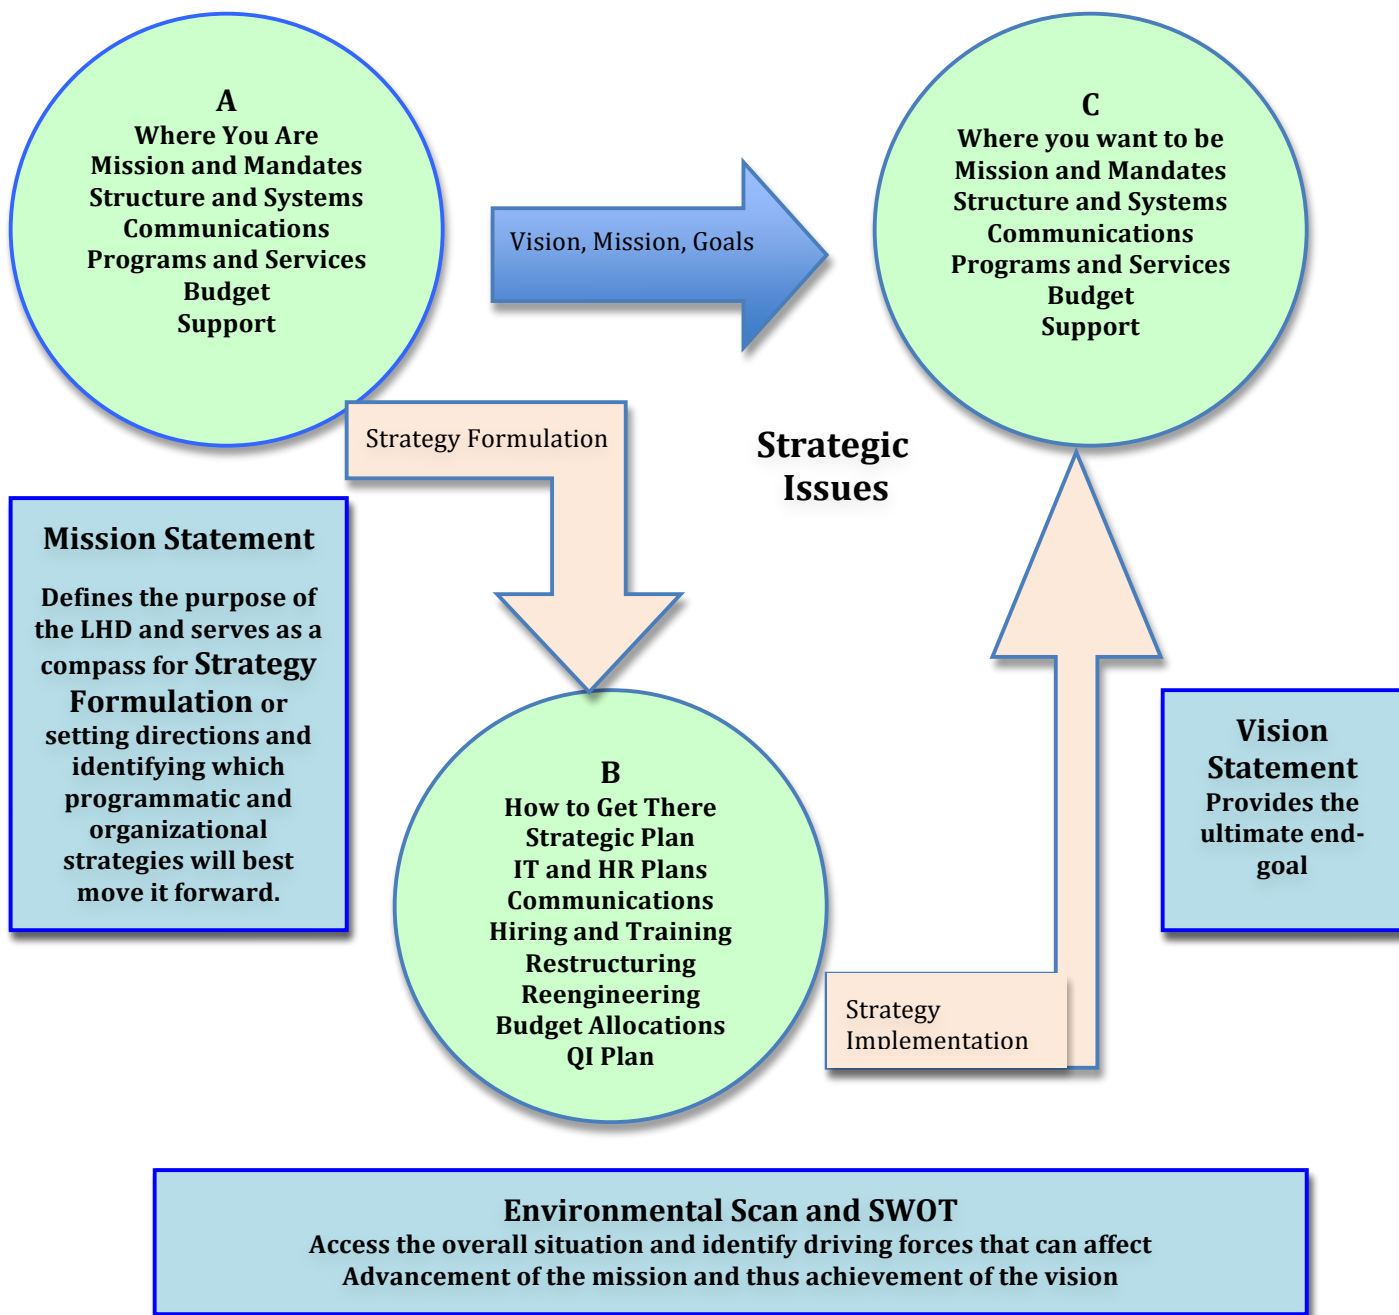 A
Where You Are
Mission and Mandates
Structure and Systems
Communications
Programs and Services
Budget
Support
Vision, Mission, Goals
C
Where you want to be
Mission and Mandates
Structure and Systems
Communications
Programs and Services
Budget
Support
Strategy Formulation
Strategic
Issues
Mission Statement
Defines the purpose of
the LHD and serves as a
compass for Strategy
Formulation or
setting directions and
identifying which
programmatic and
organizational
strategies will best
move it forward.
B
How to Get There
Strategic Plan
IT and HR Plans
Communications
Hiring and Training
Restructuring
Reengineering
Budget Allocations
QI Plan
Strategy
Implementation
Vision
Statement
Provides the
ultimate end-
goal
Environmental Scan and SWOT
Access the overall situation and identify driving forces that can affect
Advancement of the mission and thus achievement of the vision